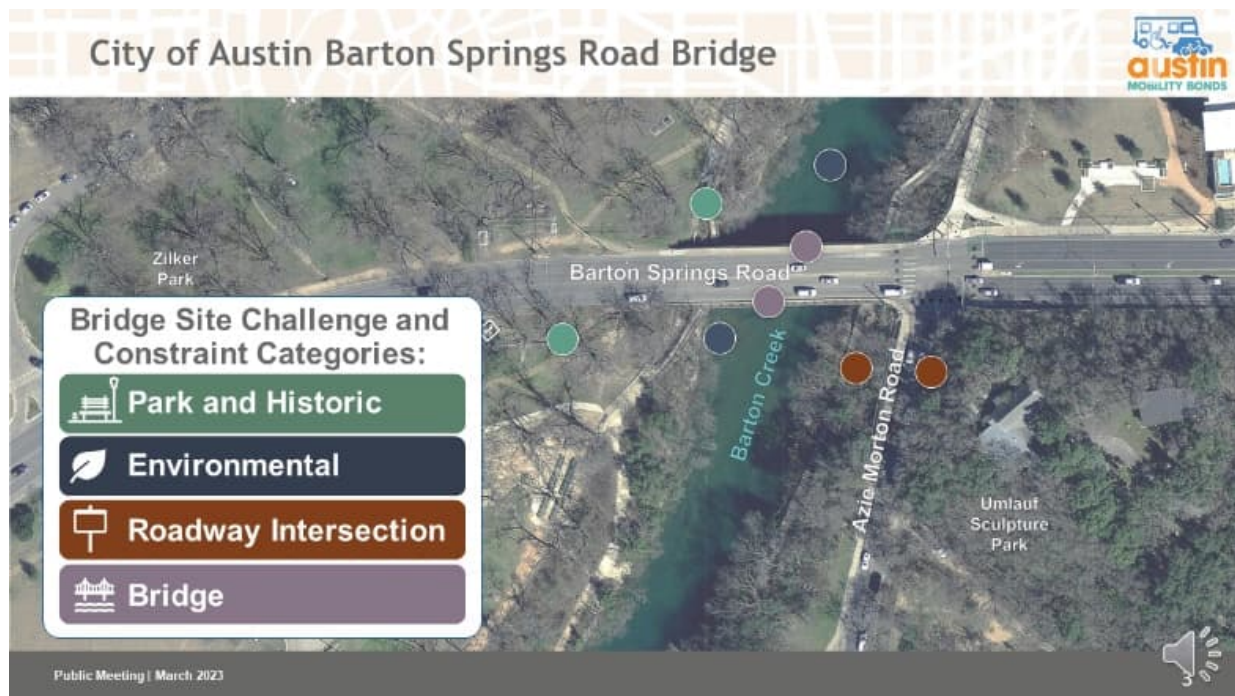 City of Austin Barton Springs Road Bridge
austin
MOBILITY BONDS
Zilker
Park
Barton Springs Road
Bridge Site Challenge and
Constraint Categories:
Park and Historic
Environmental
Roadway Intersection
Bridge
Barton Creek
Azie Morton Road
Umlauf
Sculpture
Park
Public Meeting | March 2023
3